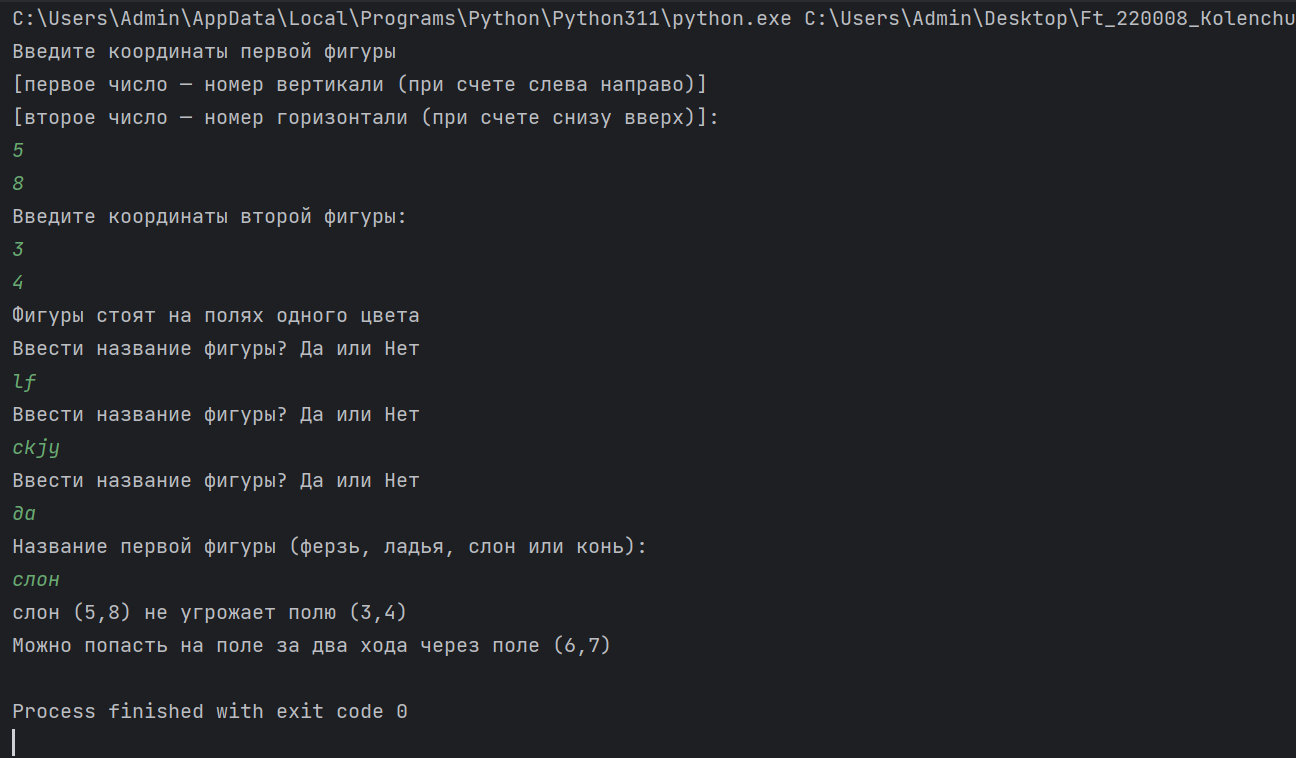 C:\Users\Admin\AppData\Local\Programs\Python\Python311\python.exe C:\Users\Admin\Desktop\Ft_220008_Kolenchu
Введите координаты первой фигуры
[первое число — номер вертикали (при счете слева направо)]
[второе число — номер горизонтали (при счете снизу вверх)]:
5
8
Введите координаты второй фигуры:
3
4
Фигуры стоят на полях одного цвета
Ввести название фигуры? Да или Нет
lf
Ввести название фигуры? Да или Нет
ckjy
Ввести название фигуры? Да или Нет
да
Название первой фигуры (ферзь, ладья, слон или конь):
слон
слон (5,8) не угрожает полю (3,4)
Можно попасть на поле за два хода через поле (6,7)
Process finished with exit code 0